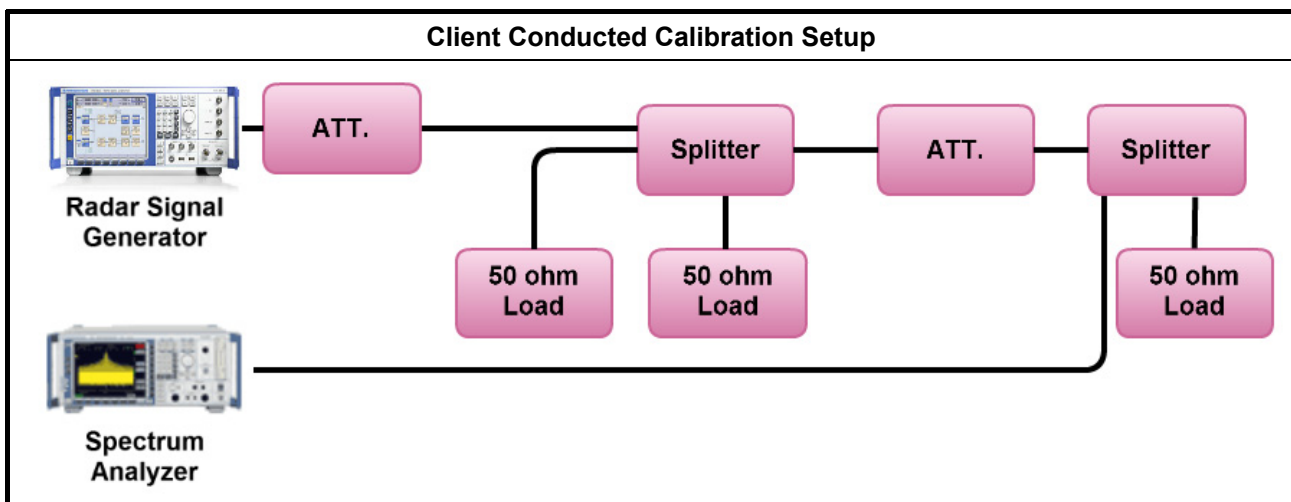 Client Conducted Calibration Setup
ATT.
Splitter
ATT.
Splitter
Radar Signal
Generator
50 ohm
Load
50 ohm
Load
50 ohm
Load
Spectrum
Analyzer